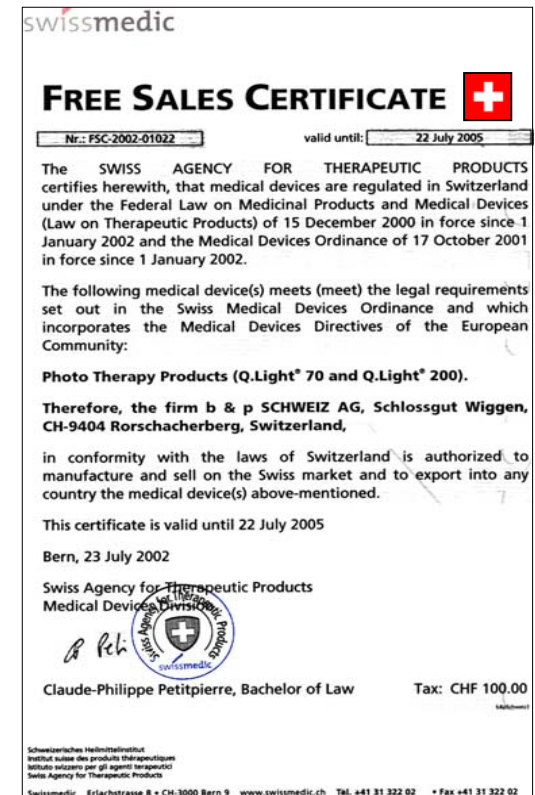 swissmedic
FREE SALES CERTIFICATE
Nr.: FSC-2002-01022 valid until: 22 July 2005
The SWISS AGENCY FOR THERAPEUTIC PRODUCTS
certifies herewith, that medical devices are regulated in Switzerland
under the Federal Law on Medicinal Products and Medical Devices
(Law on Therapeutic Products) of 15 December 2000 in force since 1
January 2002 and the Medical Devices Ordinance of 17 October 2001
in force since 1 January 2002.
The following medical device(s) meets (meet) the legal requirements
set out in the Swiss Medical Devices Ordinance and which
incorporates the Medical Devices Directives of the European
Community:
Photo Therapy Products (Q.Light® 70 and Q.Light® 200).
Therefore, the firm b & p SCHWEIZ AG, Schlossgut Wiggen,
CH-9404 Rorschacherberg, Switzerland,
in conformity with the laws of Switzerland is authorized to
manufacture and sell on the Swiss market and to export into any
country the medical device(s) above-mentioned.
This certificate is valid until 22 July 2005
Bern, 23 July 2002
Swiss Agency for Therapeutic Products
Medical Devices Division
Swiss Agency for Therapeutic Products
swissmedic
Claude-Philippe Petitpierre, Bachelor of Law Tax: CHF 100.00
Schweizerisches Heilmittelinstitut
Institut suisse des produits thérapeutiques
Istituto svizzero per gli agenti terapeutici
Swiss Agency for Therapeutic Products
Swissmedic Erlachstrasse 8 • CH-3000 Bern 9 www.swissmedic.ch Tel. +41 31 322 02 • Fax +41 31 322 02